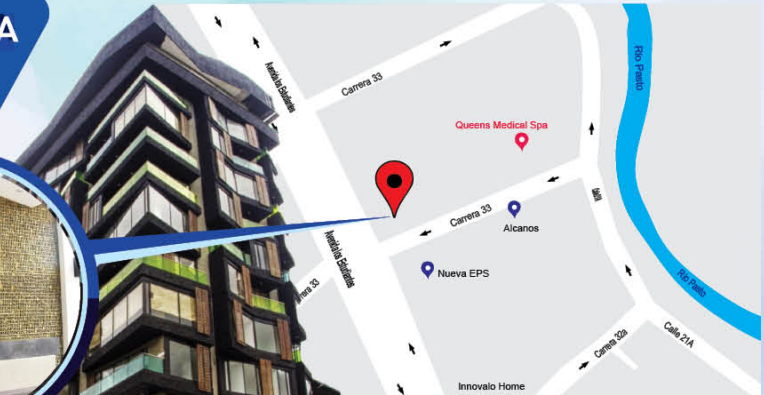 A
Avenida los Estudiantes
Carrera 33
Río Pasto
Queens Medical Spa
Carrera 33
Alcanos
Avenida los Estudiantes
Nueva EPS
rrera 33
Río Pasto
Carrera 32a
Calle 21A
Innovalo Home